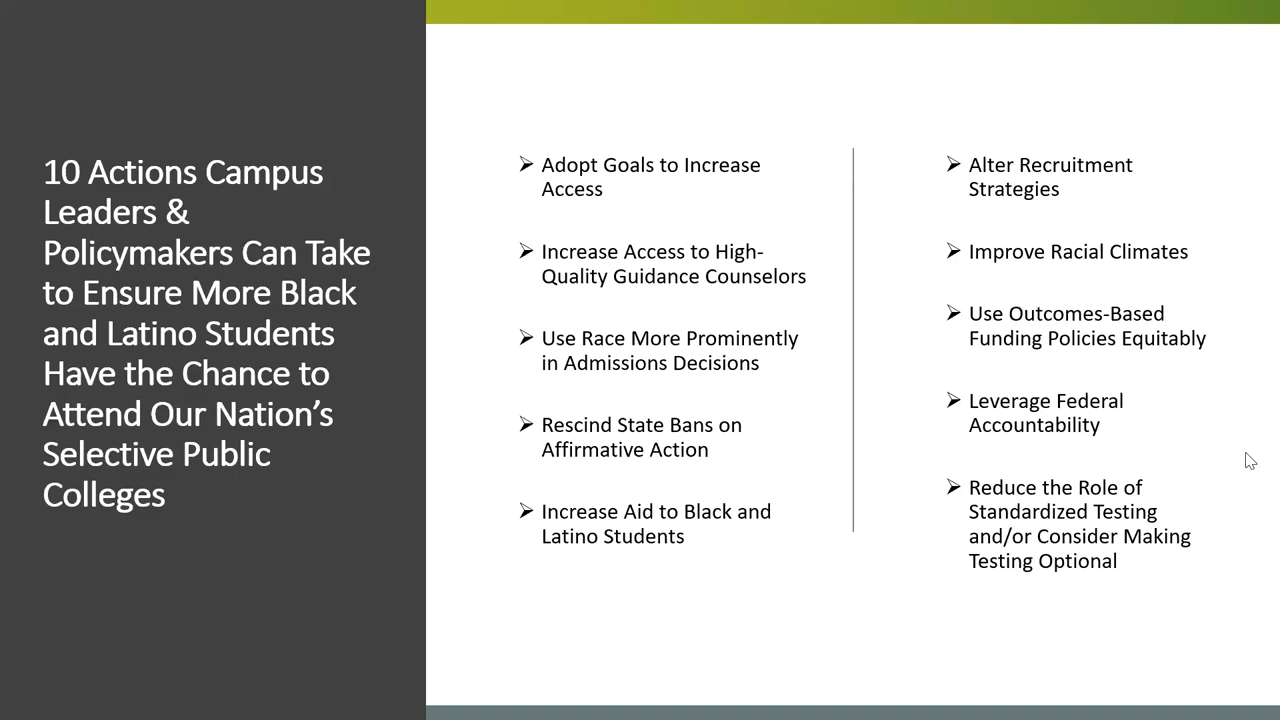 10 Actions Campus
Leaders &
Policymakers Can Take
to Ensure More Black
and Latino Students
Have the Chance to
Attend Our Nation’s
Selective Public
Colleges
Adopt Goals to Increase
Access
Increase Access to High-
Quality Guidance Counselors
Use Race More Prominently
in Admissions Decisions
Rescind State Bans on
Affirmative Action
Increase Aid to Black and
Latino Students
Alter Recruitment
Strategies
Improve Racial Climates
Use Outcomes-Based
Funding Policies Equitably
Leverage Federal
Accountability
Reduce the Role of
Standardized Testing
and/or Consider Making
Testing Optional